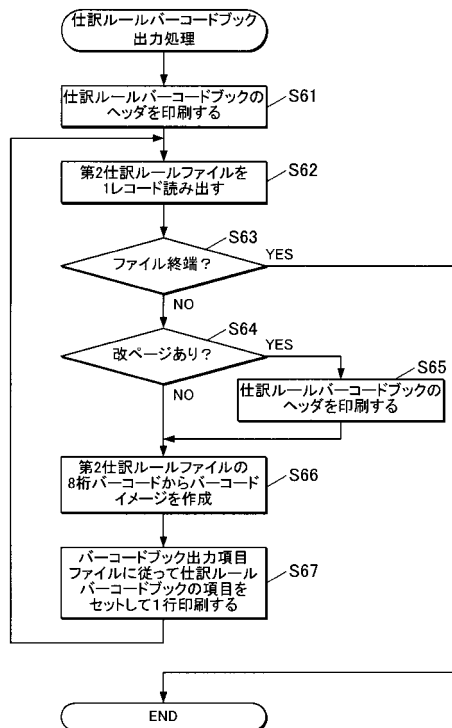 仕訳ルールバーコードブック
出力処理
仕訳ルールバーコードブックの
ヘッダを印刷する
S61
第2仕訳ルールファイルを
1レコード読み出す
S62
S63
ファイル終端?
YES
NO
S64
改ページあり?
YES
NO
S65
仕訳ルールバーコードブックの
ヘッダを印刷する
第2仕訳ルールファイルの
8桁バーコードからバーコード
イメージを作成
S66
バーコードブック出力項目
ファイルに従って仕訳ルール
バーコードブックの項目を
セットして1行印刷する
S67
END